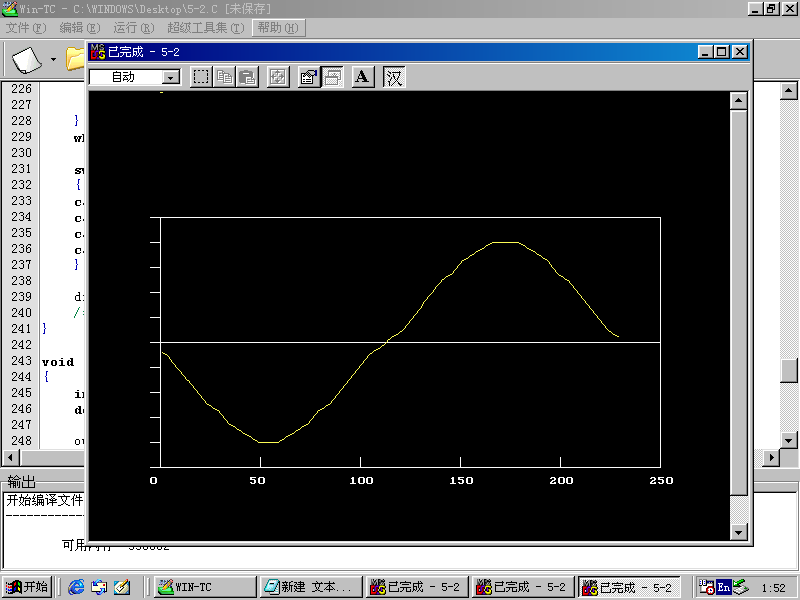 Win-TC - C:\WINDOWS\Desktop\5-2.C [未保存]
文件(F) 编辑(E) 运行(R) 超级工具集(T) 帮助(H)
已完成 - 5-2
自动
A 汉
226
227
228 }
229
230
231
232 {
233
234
235
236
237 }
238
239
240
241 }
242
243 void
244 {
245
246
247
248
0 50 100 150 200 250
输出
开始编译文件
可用内存
开始 WIN-TC 新建 文本... 已完成 - 5-2 已完成 - 5-2 已完成 - 5-2 En 1:52